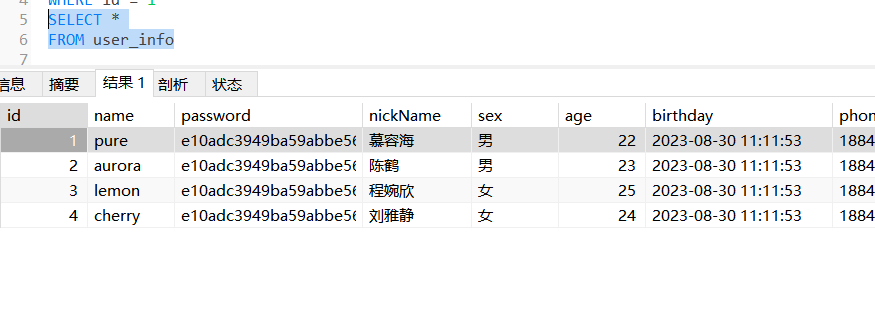 4 WHERE id = 1
5 SELECT *
6 FROM user_info
7
信息 摘要 结果 1 剖析 状态
id name password nickName sex age birthday phon
1 pure e10adc3949ba59abbe56 慕容海 男 22 2023-08-30 11:11:53 1884
2 aurora e10adc3949ba59abbe56 陈鹤 男 23 2023-08-30 11:11:53 1884
3 lemon e10adc3949ba59abbe56 程婉欣 女 25 2023-08-30 11:11:53 1884
4 cherry e10adc3949ba59abbe56 刘雅静 女 24 2023-08-30 11:11:53 1884